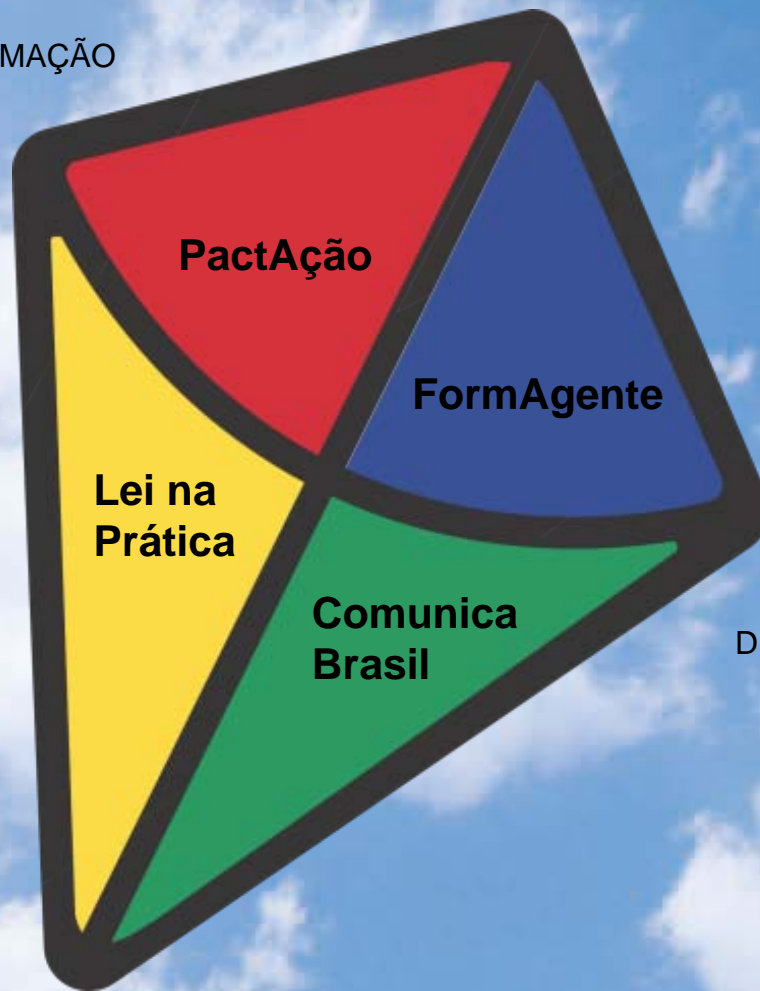 MAÇÃO
PactAção
FormAgente
Lei na
Prática
Comunica
Brasil
D